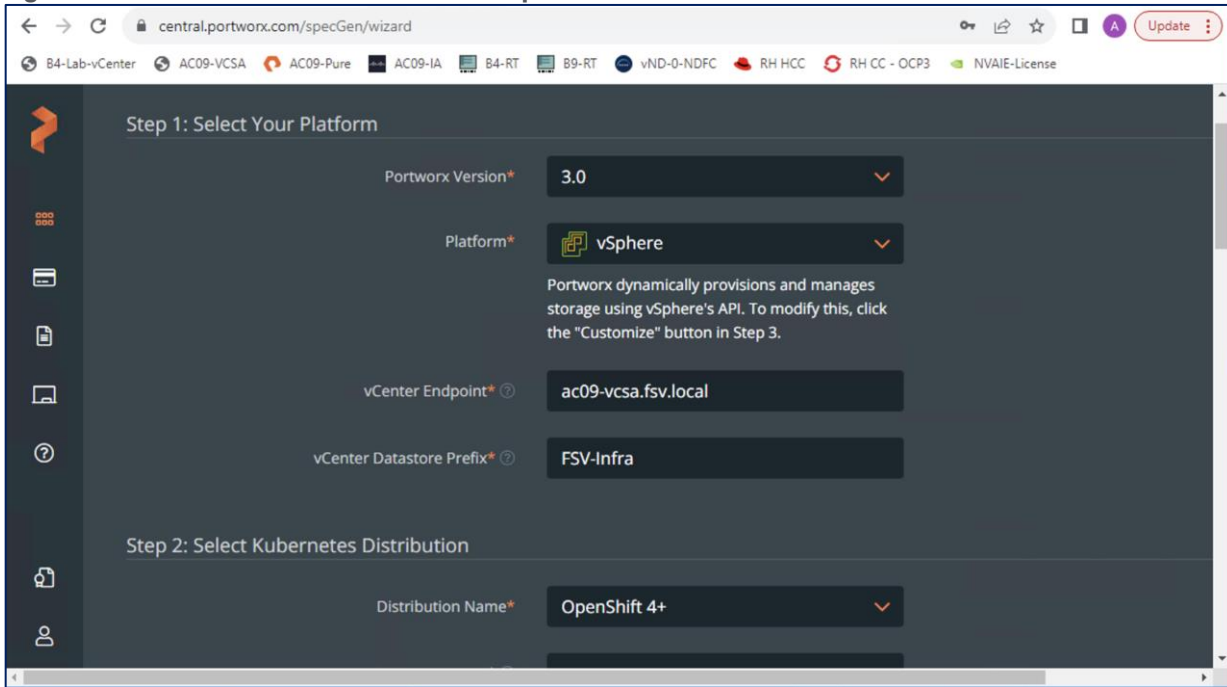 central.portworx.com/specGen/wizard
A
Update
B4-Lab-vCenter AC09-VCSA AC09-Pure AC09-IA B4-RT B9-RT vND-0-NDFC RH HCC RH CC - OCP3 NVAIE-License
Step 1: Select Your Platform
Portworx Version* 3.0
Platform* vSphere
Portworx dynamically provisions and manages
storage using vSphere's API. To modify this, click
the "Customize" button in Step 3.
vCenter Endpoint* ac09-vcsa.fsv.local
vCenter Datastore Prefix* FSV-Infra
Step 2: Select Kubernetes Distribution
Distribution Name* OpenShift 4+